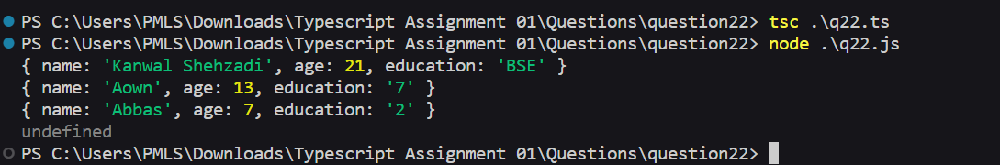 PS C:\Users\PMLS\Downloads\Typescript Assignment 01\Questions\question22> tsc .\q22.ts
PS C:\Users\PMLS\Downloads\Typescript Assignment 01\Questions\question22> node .\q22.js
{ name: 'Kanwal Shehzadi', age: 21, education: 'BSE' }
{ name: 'Aown', age: 13, education: '7' }
{ name: 'Abbas', age: 7, education: '2' }
undefined
PS C:\Users\PMLS\Downloads\Typescript Assignment 01\Questions\question22>